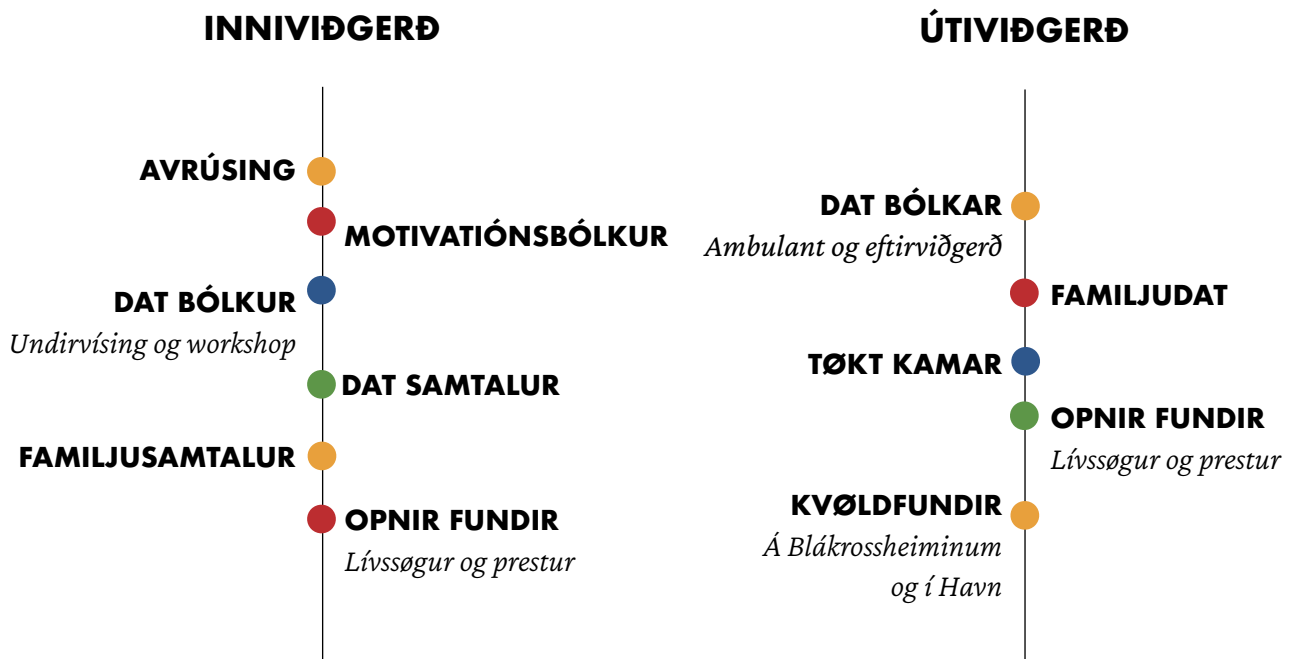 INNIVIÐGERÐ
AVRÚSING
MOTIVATIÓNSBÓLKUR
DAT BÓLKUR
Undirvísing og workshop
DAT SAMTALUR
FAMILJUSAMTALUR
OPNIR FUNDIR
Lívssøgur og prestur
ÚTIVIÐGERÐ
DAT BÓLKAR
Ambulant og eftirviðgerð
FAMILJUDAT
TØKT KAMAR
OPNIR FUNDIR
Lívssøgur og prestur
KVØLDFUNDIR
Á Blákrossheiminum
og í Havn